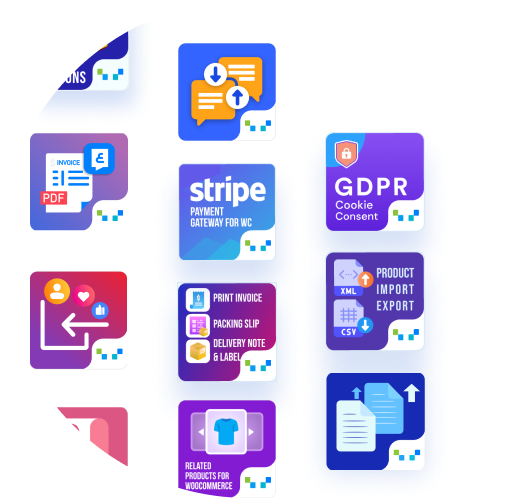 INVOICE
PDF
stripe
PAYMENT
GATEWAY FOR WC
PRINT INVOICE
PACKING SLIP
DELIVERY NOTE
& LABEL
RELATED
PRODUCTS FOR
WOOCOMMERCE
GDPR
Cookie
Consent
XML
CSV
PRODUCT
IMPORT
EXPORT